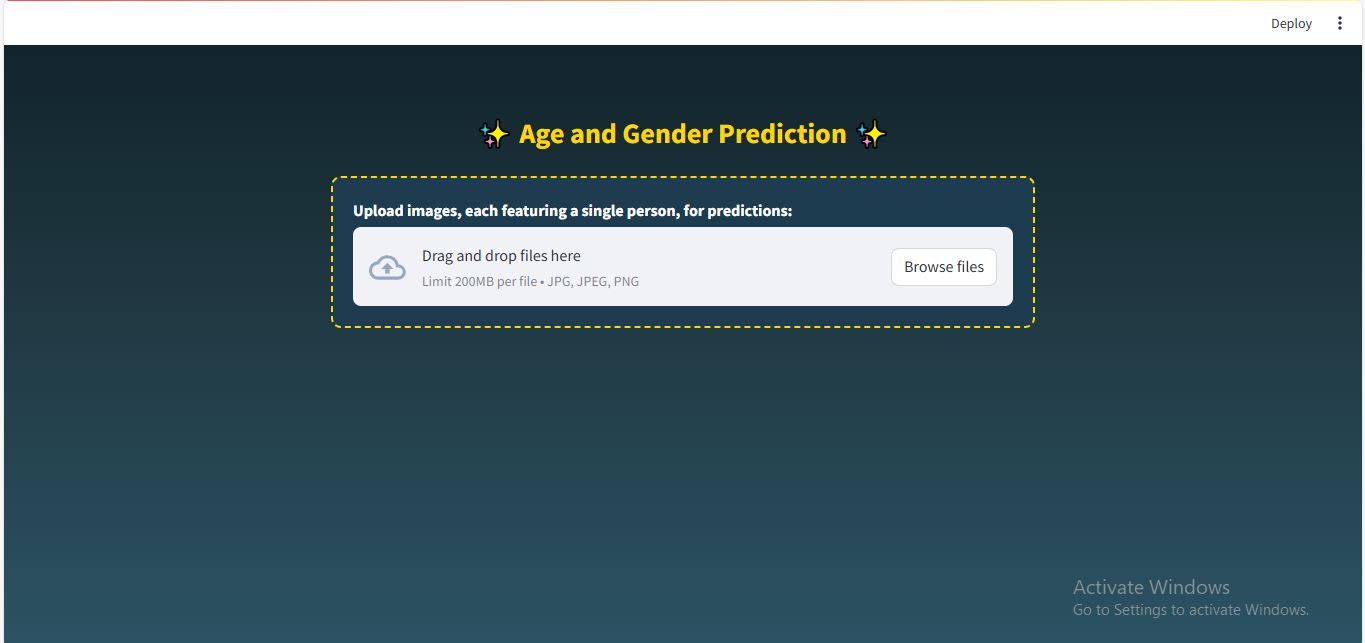 Deploy
✨ Age and Gender Prediction ✨
Upload images, each featuring a single person, for predictions:
Drag and drop files here
Limit 200MB per file • JPG, JPEG, PNG
Browse files
Activate Windows
Go to Settings to activate Windows.